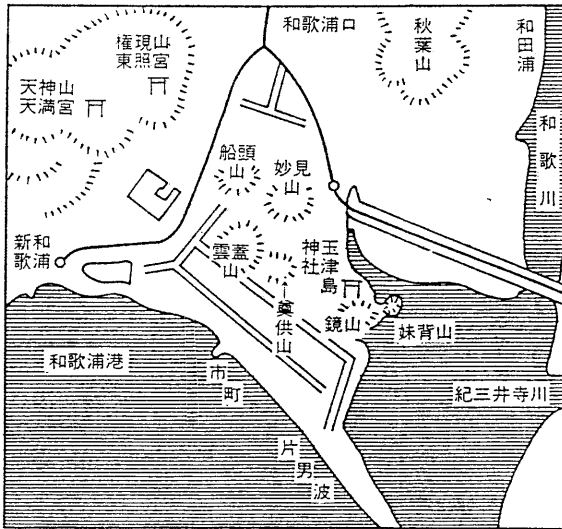 和歌浦口
秋葉山
和田浦
和歌川
権現山
東照宮
天神山
天満宮
船頭山
妙見山
新和歌浦
雲蓋山
奠供山
玉津島
神社
鏡山
妹背山
和歌浦港
市町
紀三井寺川
片男波